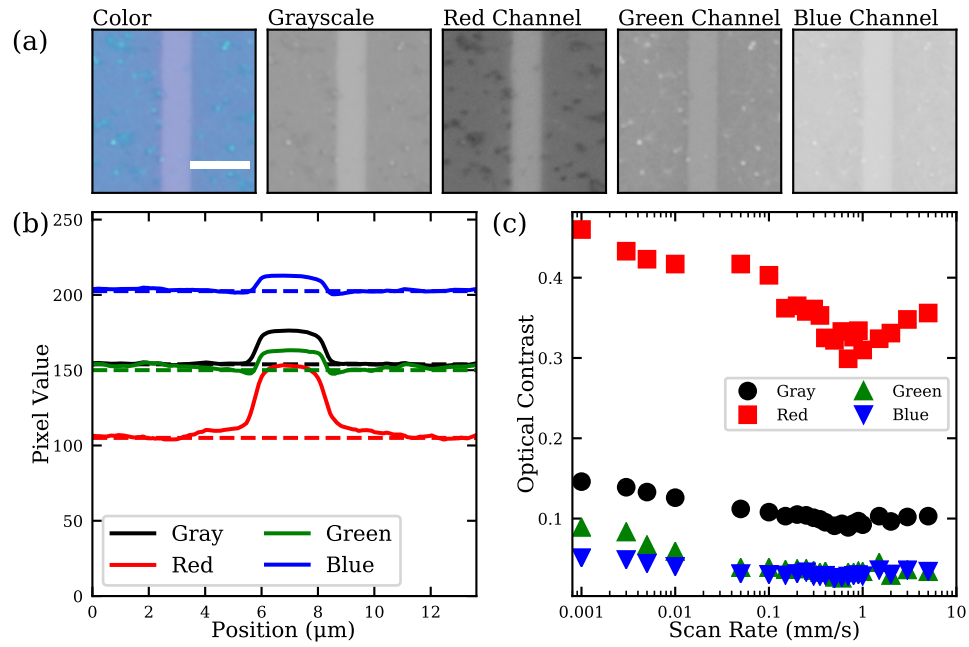 Color
Grayscale
Red Channel
Green Channel
Blue Channel
(a)
(b)
250
200
150
100
50
0
Pixel Value
0 2 4 6 8 10 12
Position (μm)
Gray
Green
Red
Blue
(c)
0.4
0.3
0.2
0.1
Optical Contrast
Gray
Green
Red
Blue
0.001 0.01 0.1 1 10
Scan Rate (mm/s)